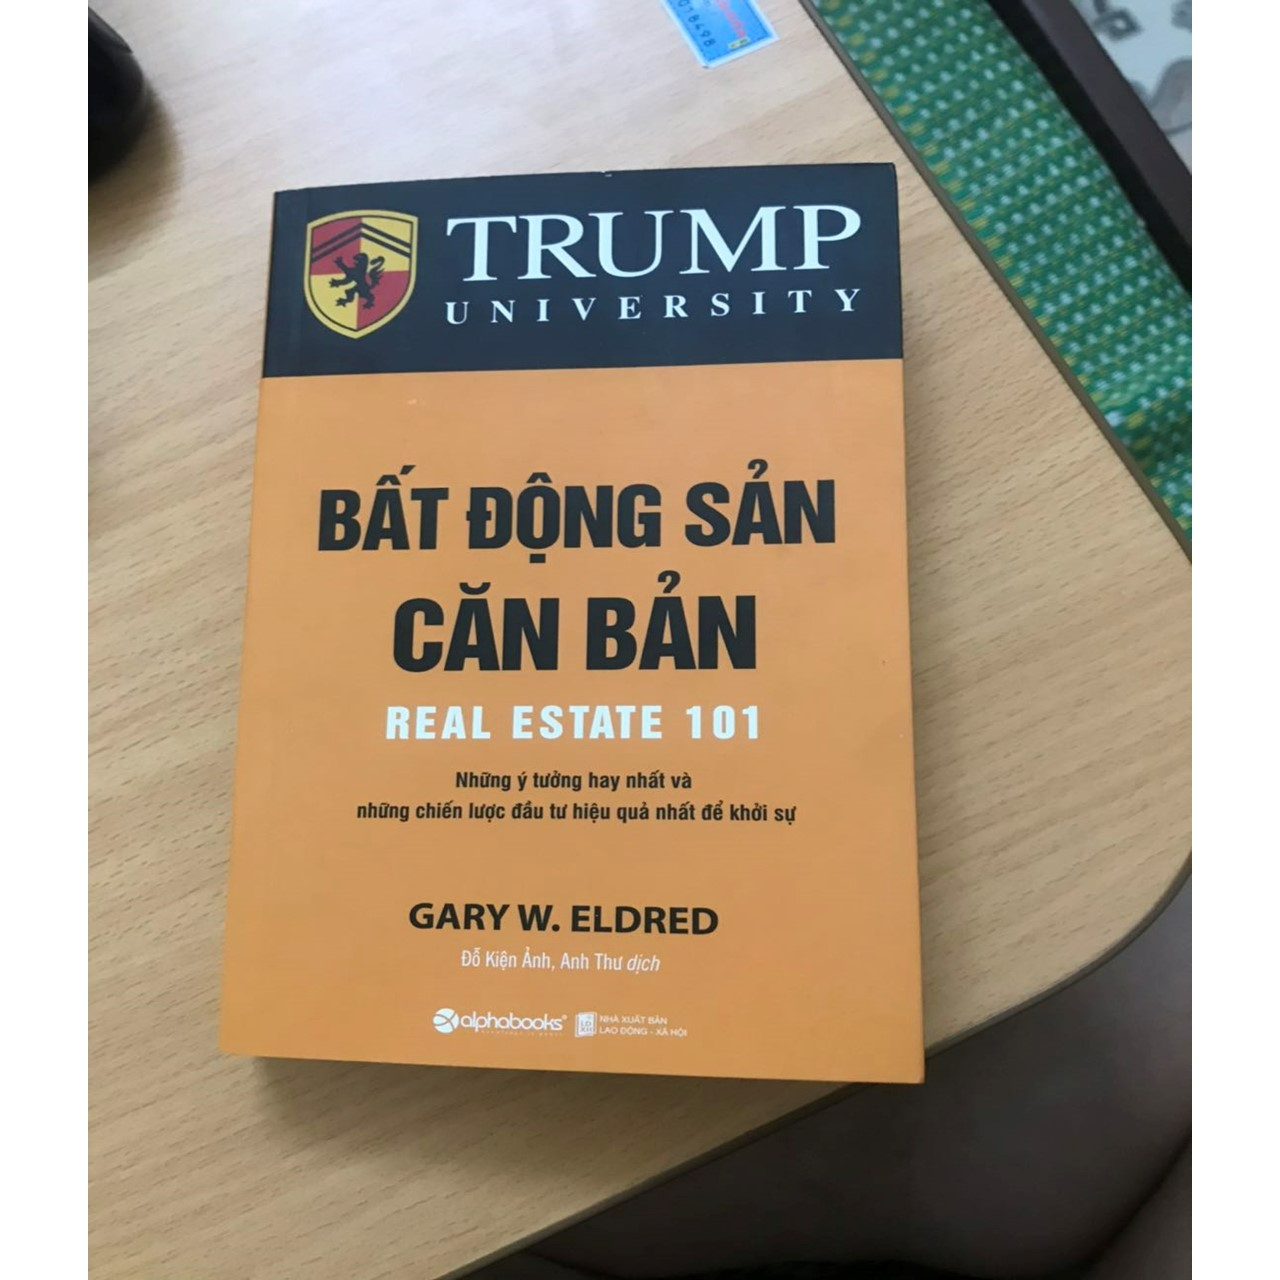 018498
TRUMP
UNIVERSITY
BẤT ĐỘNG SẢN
CĂN BẢN
REAL ESTATE 101
Những ý tưởng hay nhất và
những chiến lược đầu tư hiệu quả nhất để khởi sự
GARY W. ELDRED
Đỗ Kiện Ảnh, Anh Thư dịch
alphabooks®
NHÀ XUẤT BẢN
LAO ĐỘNG - XÃ HỘI